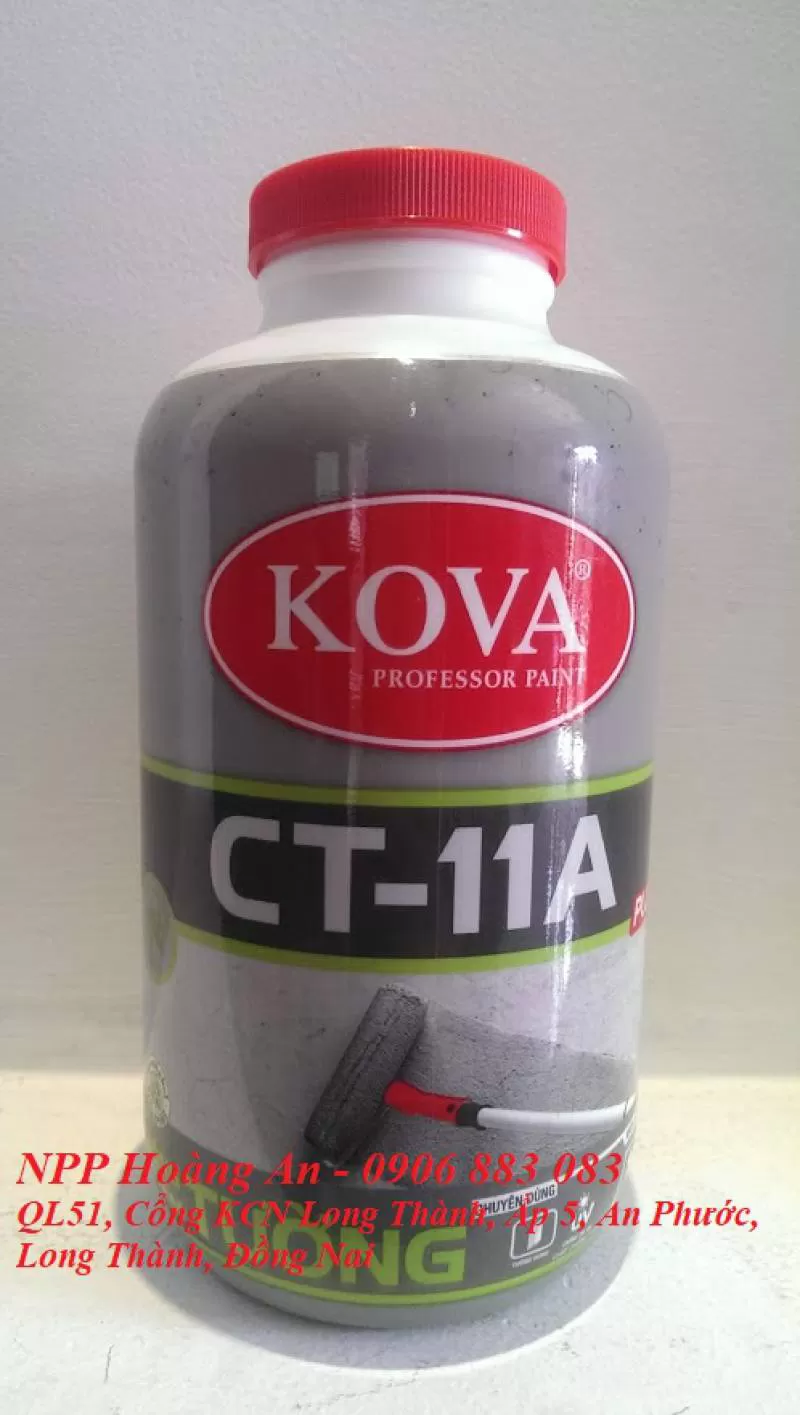 KOVA®
PROFESSOR PAINT
CT-11A
NPP Hoàng An - 0906 883 083
QL51, Cổng KCN Long Thành, Ấp 5, An Phước,
Long Thành, Đồng Nai
TƯỜNG